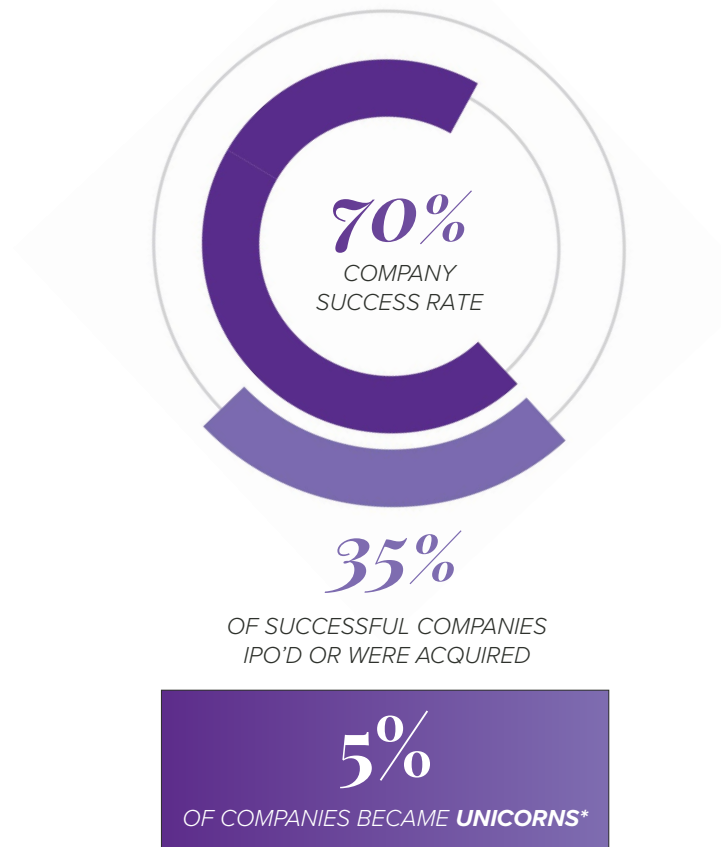 70%
COMPANY
SUCCESS RATE
35%
OF SUCCESSFUL COMPANIES
IPO'D OR WERE ACQUIRED
5%
OF COMPANIES BECAME UNICORNS*